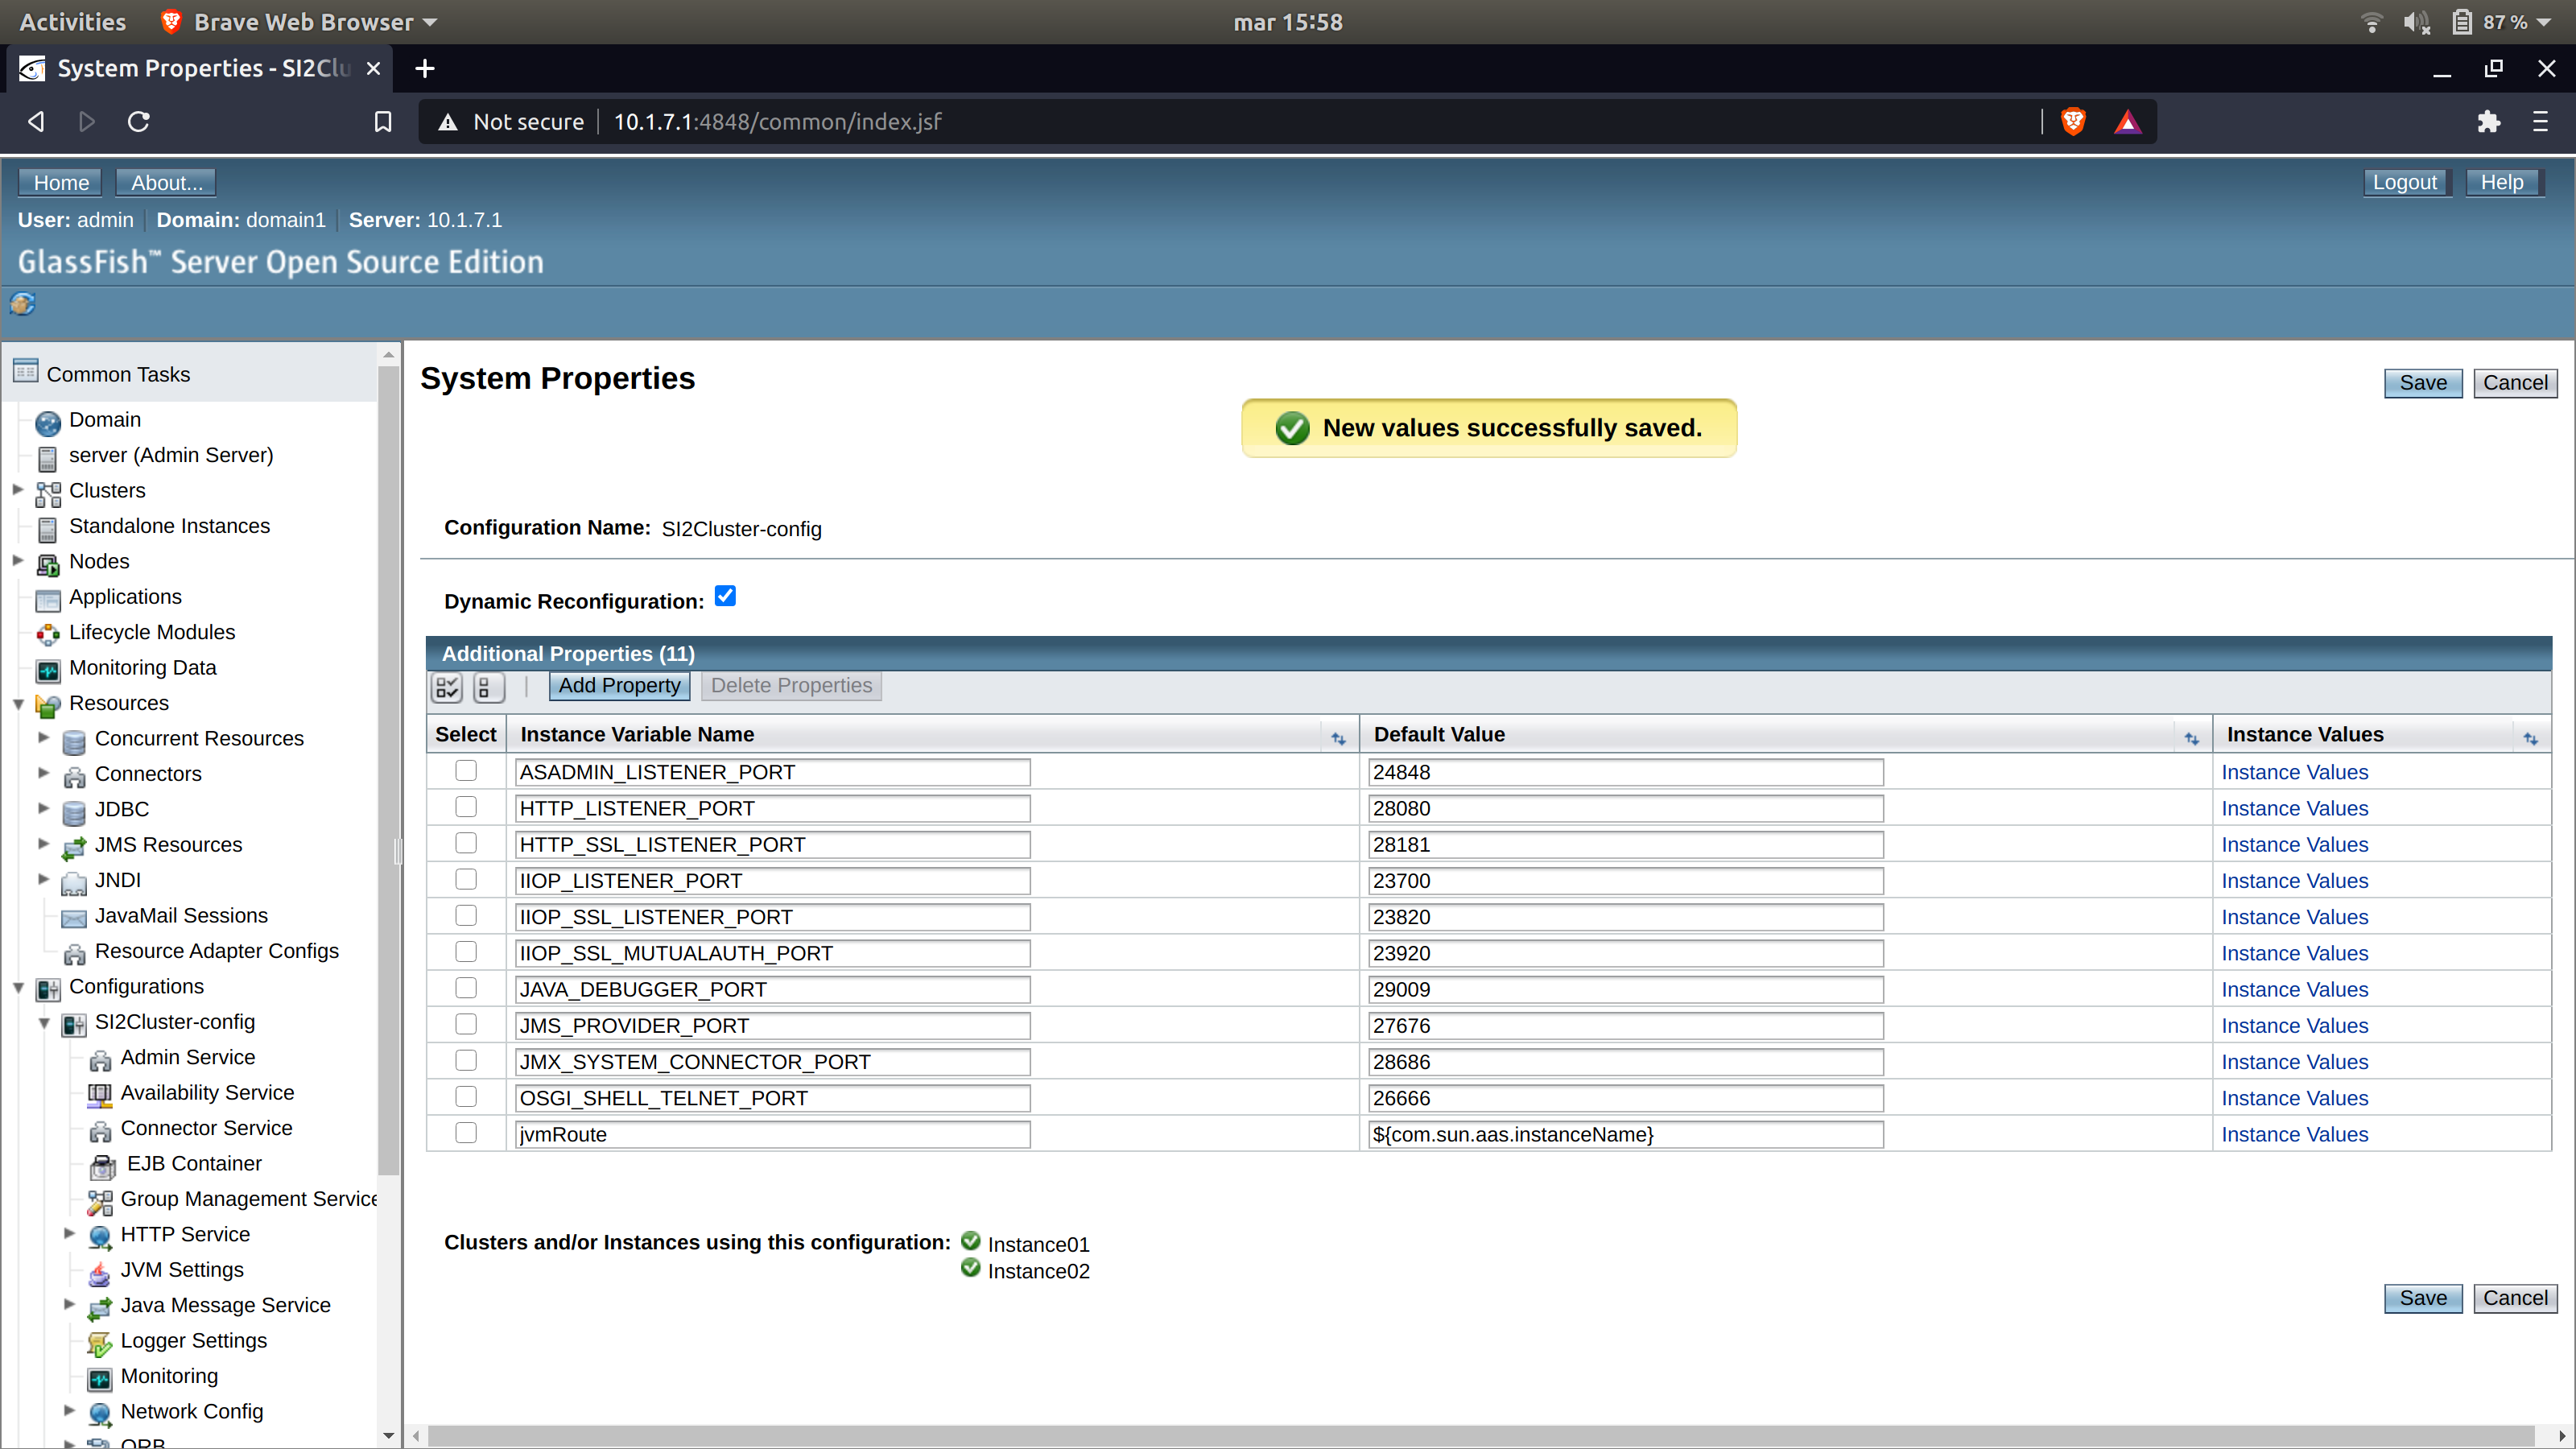 Activities Brave Web Browser mar 15:58 87 %
System Properties - SI2Clu
Not secure 10.1.7.1:4848/common/index.jsf
Home About... Logout Help
User: admin Domain: domain1 Server: 10.1.7.1
GlassFish™ Server Open Source Edition
Common Tasks
Domain
server (Admin Server)
Clusters
Standalone Instances
Nodes
Applications
Lifecycle Modules
Monitoring Data
Resources
Concurrent Resources
Connectors
JDBC
JMS Resources
JNDI
JavaMail Sessions
Resource Adapter Configs
Configurations
SI2Cluster-config
Admin Service
Availability Service
Connector Service
EJB Container
Group Management Service
HTTP Service
JVM Settings
Java Message Service
Logger Settings
Monitoring
Network Config
ORB
System Properties
Save Cancel
New values successfully saved.
Configuration Name: SI2Cluster-config
Dynamic Reconfiguration:
Additional Properties (11)
Add Property Delete Properties
Select Instance Variable Name Default Value Instance Values
ASADMIN_LISTENER_PORT 24848 Instance Values
HTTP_LISTENER_PORT 28080 Instance Values
HTTP_SSL_LISTENER_PORT 28181 Instance Values
IIOP_LISTENER_PORT 23700 Instance Values
IIOP_SSL_LISTENER_PORT 23820 Instance Values
IIOP_SSL_MUTUALAUTH_PORT 23920 Instance Values
JAVA_DEBUGGER_PORT 29009 Instance Values
JMS_PROVIDER_PORT 27676 Instance Values
JMX_SYSTEM_CONNECTOR_PORT 28686 Instance Values
OSGI_SHELL_TELNET_PORT 26666 Instance Values
jvmRoute ${com.sun.aas.instanceName} Instance Values
Clusters and/or Instances using this configuration: Instance01
Instance02
Save Cancel